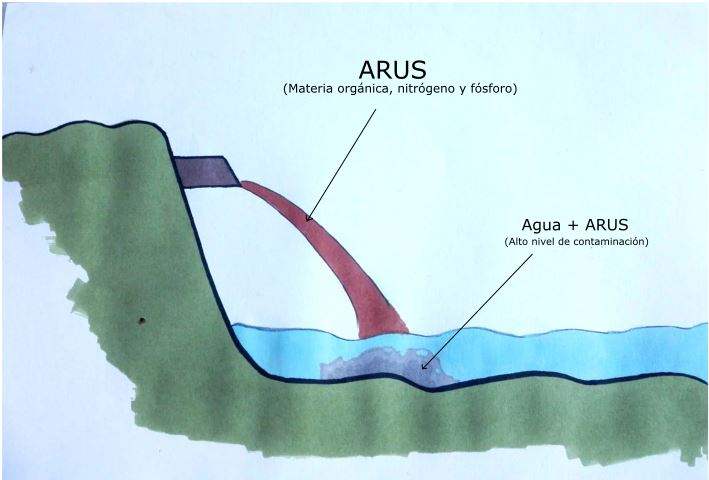 ARUS
(Materia orgánica, nitrógeno y fósforo)
Agua + ARUS
(Alto nivel de contaminación)